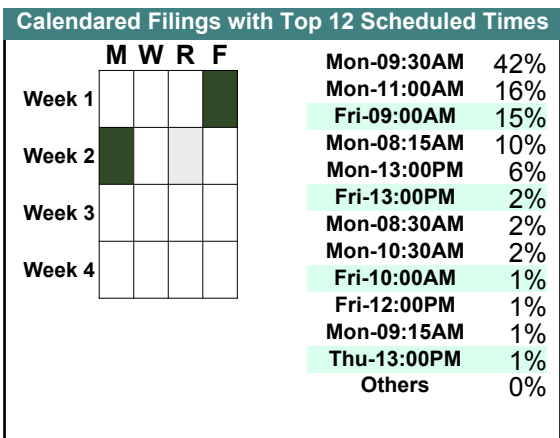 Calendared Filings with Top 12 Scheduled Times
M W R F
Week 1
Week 2
Week 3
Week 4
Mon-09:30AM 42%
Mon-11:00AM 16%
Fri-09:00AM 15%
Mon-08:15AM 10%
Mon-13:00PM 6%
Fri-13:00PM 2%
Mon-08:30AM 2%
Mon-10:30AM 2%
Fri-10:00AM 1%
Fri-12:00PM 1%
Mon-09:15AM 1%
Thu-13:00PM 1%
Others 0%